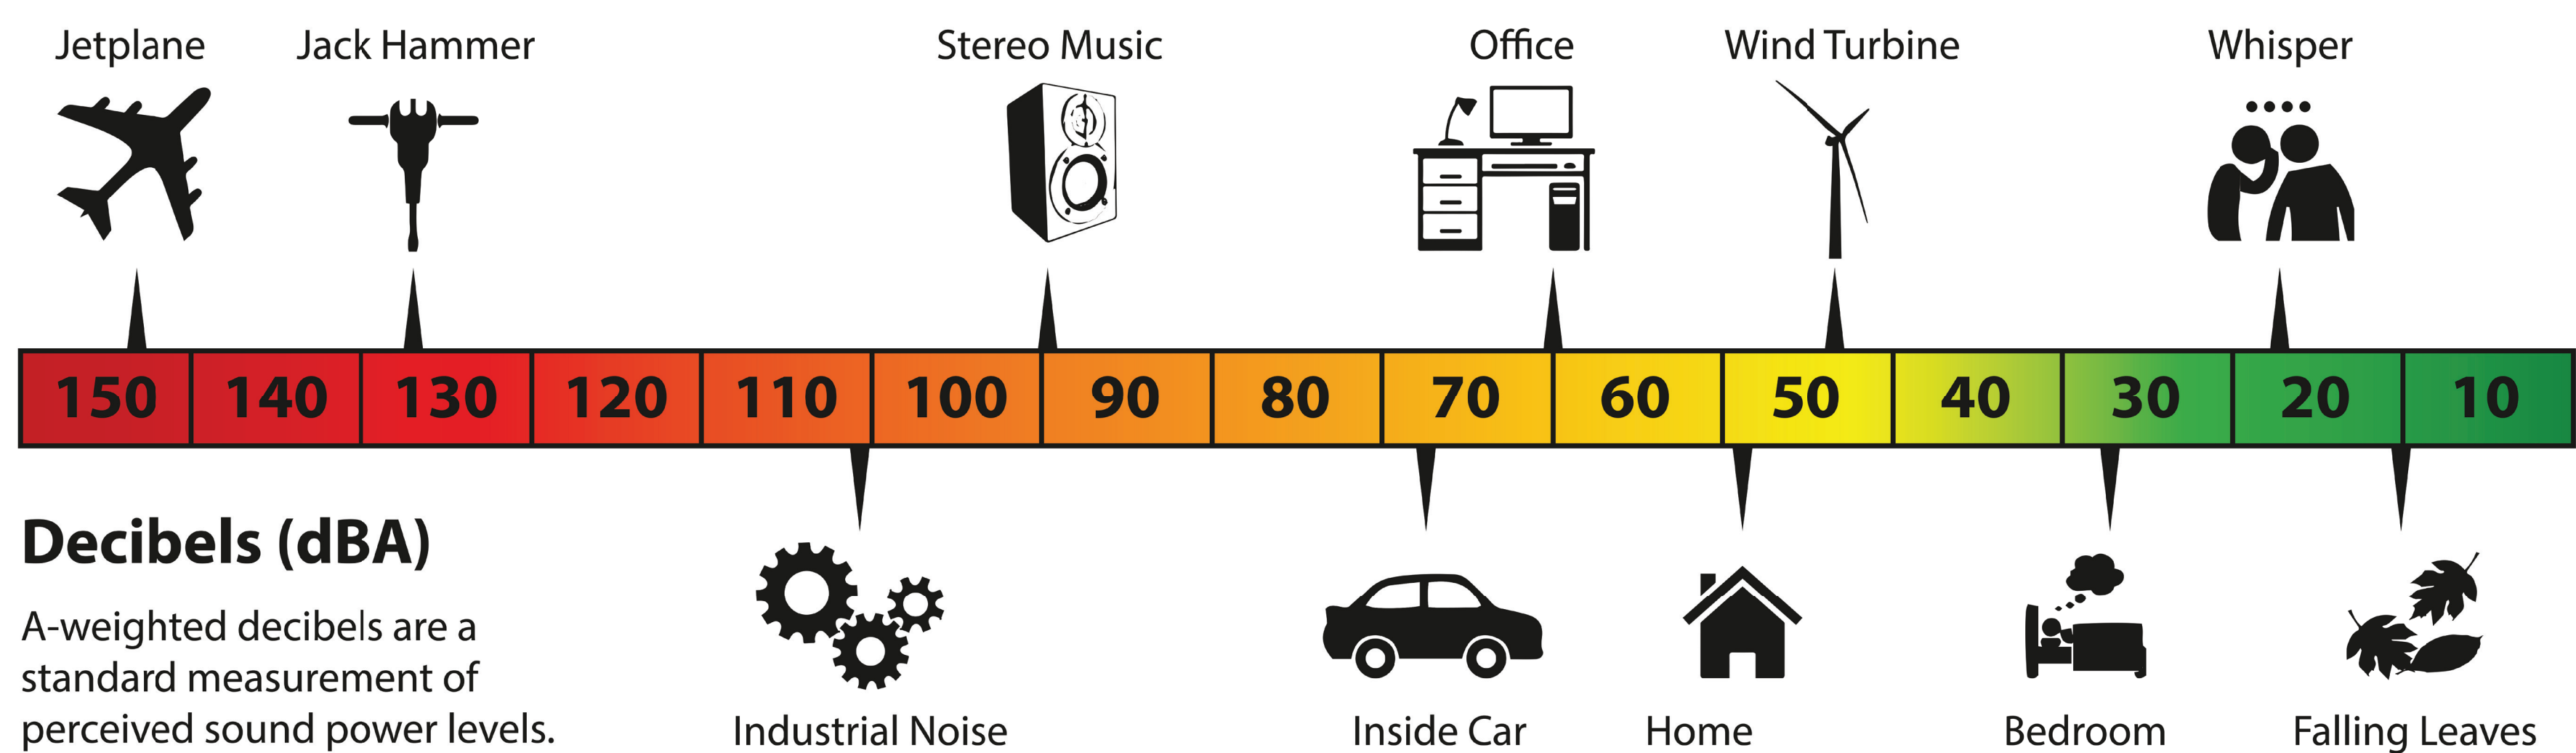 Jetplane
Jack Hammer
Stereo Music
Office
Wind Turbine
Whisper
150 140 130 120 110 100 90 80 70 60 50 40 30 20 10
Decibels (dBA)
A-weighted decibels are a
standard measurement of
perceived sound power levels.
Industrial Noise
Inside Car
Home
Bedroom
Falling Leaves